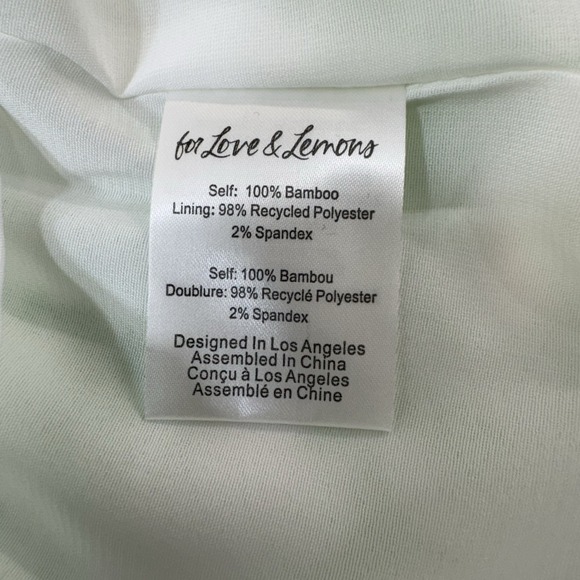 for Love & Lemons
Self: 100% Bamboo
Lining: 98% Recycled Polyester
2% Spandex
Self: 100% Bambou
Doublure: 98% Recyclé Polyester
2% Spandex
Designed In Los Angeles
Assembled In China
Conçu à Los Angeles
Assemblé en Chine